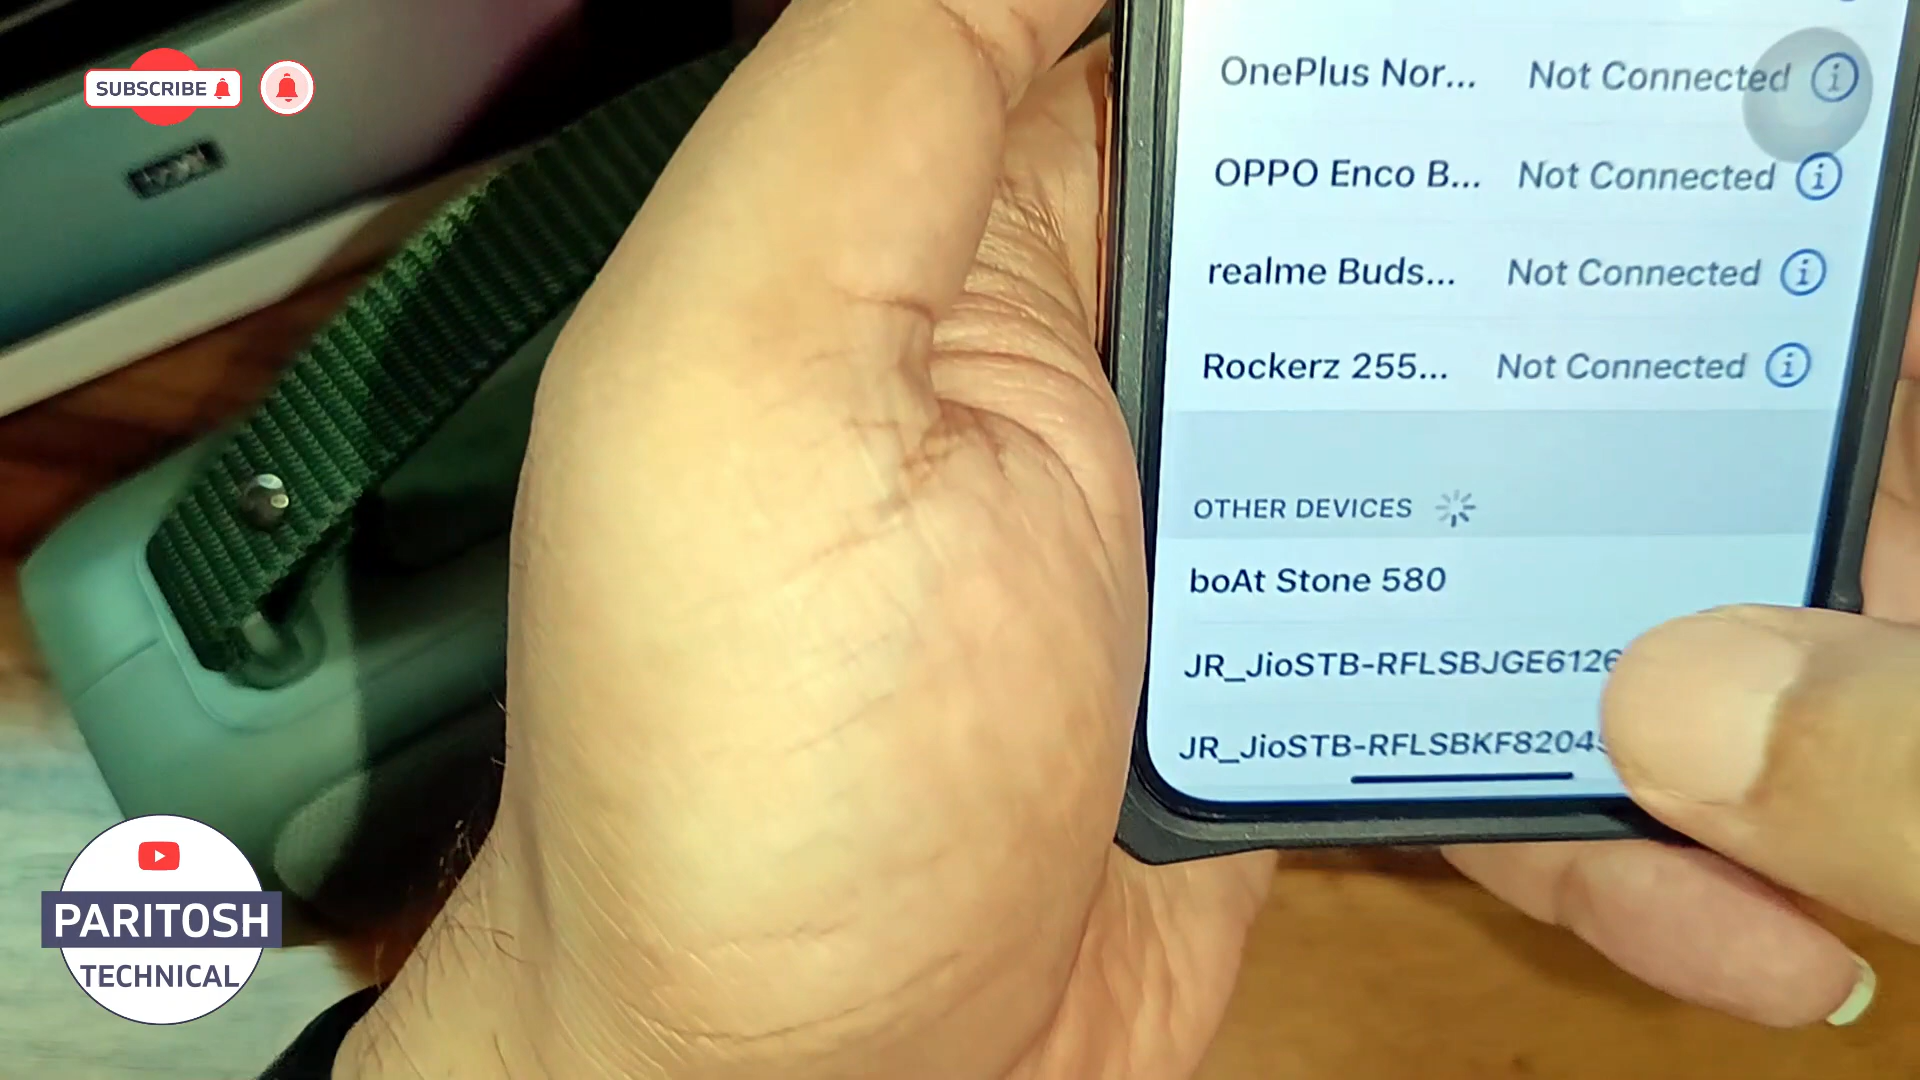 SUBSCRIBE
OnePlus Nor... Not Connected
OPPO Enco B... Not Connected
realme Buds... Not Connected
Rockerz 255... Not Connected
OTHER DEVICES
boAt Stone 580
JR_JioSTB-RFLSBJGE6126
JR_JioSTB-RFLSBKF8204
PARITOSH
TECHNICAL